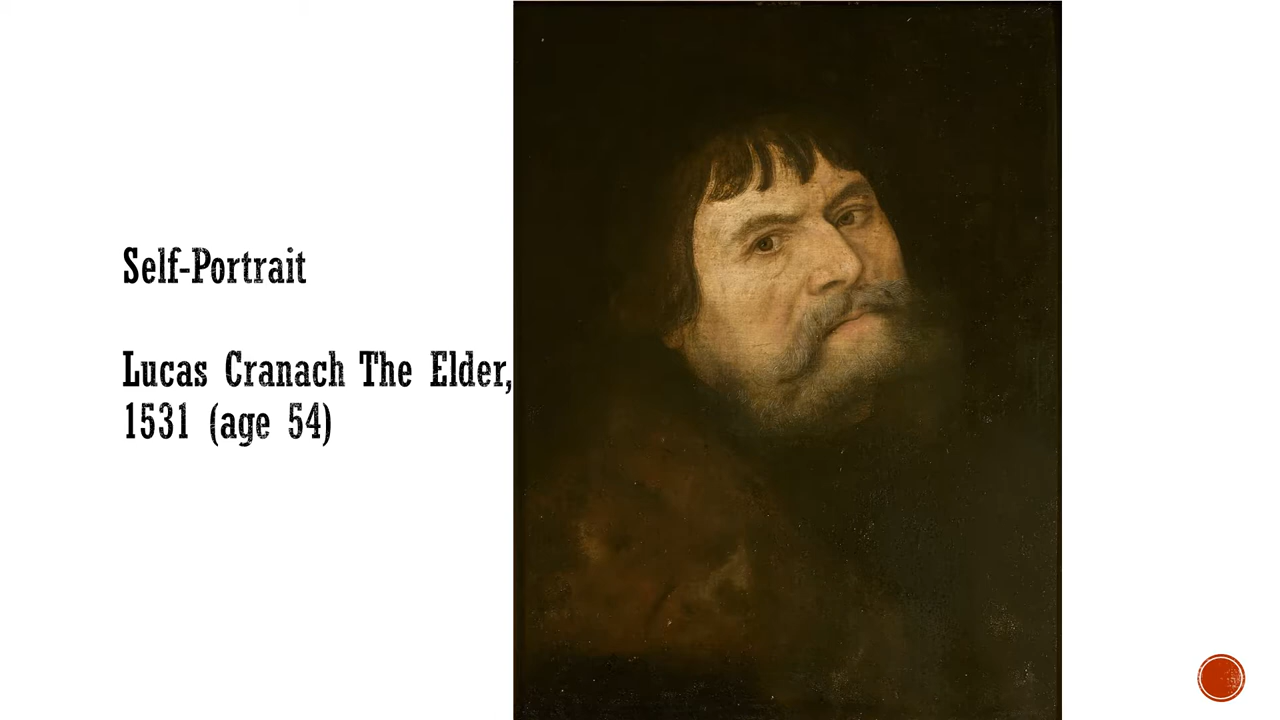 Self-Portrait
Lucas Cranach The Elder,
1531 (age 54)